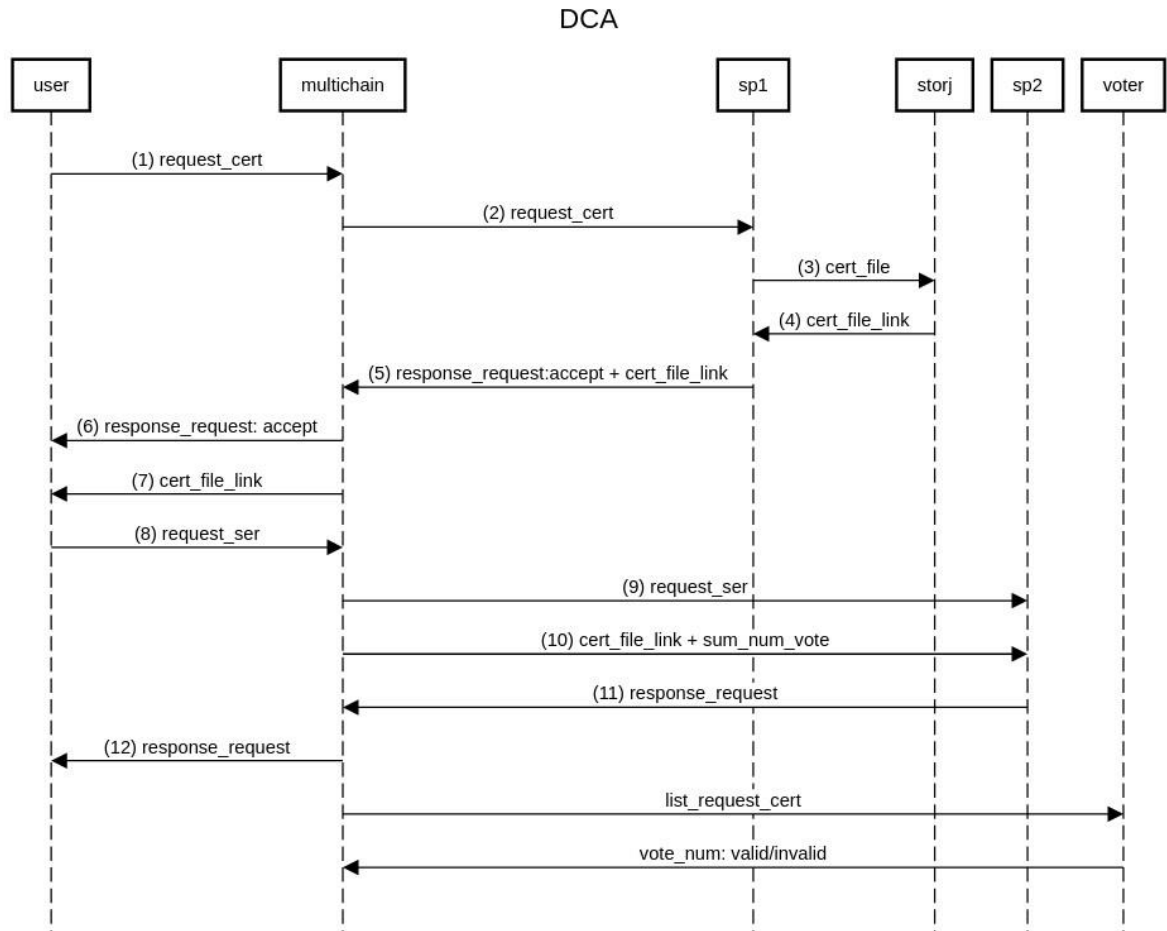 DCA
user
multichain
sp1
storj
sp2
voter
(1) request_cert
(2) request_cert
(3) cert_file
(4) cert_file_link
(5) response_request:accept + cert_file_link
(6) response_request: accept
(7) cert_file_link
(8) request_ser
(9) request_ser
(10) cert_file_link + sum_num_vote
(11) response_request
(12) response_request
list_request_cert
vote_num: valid/invalid